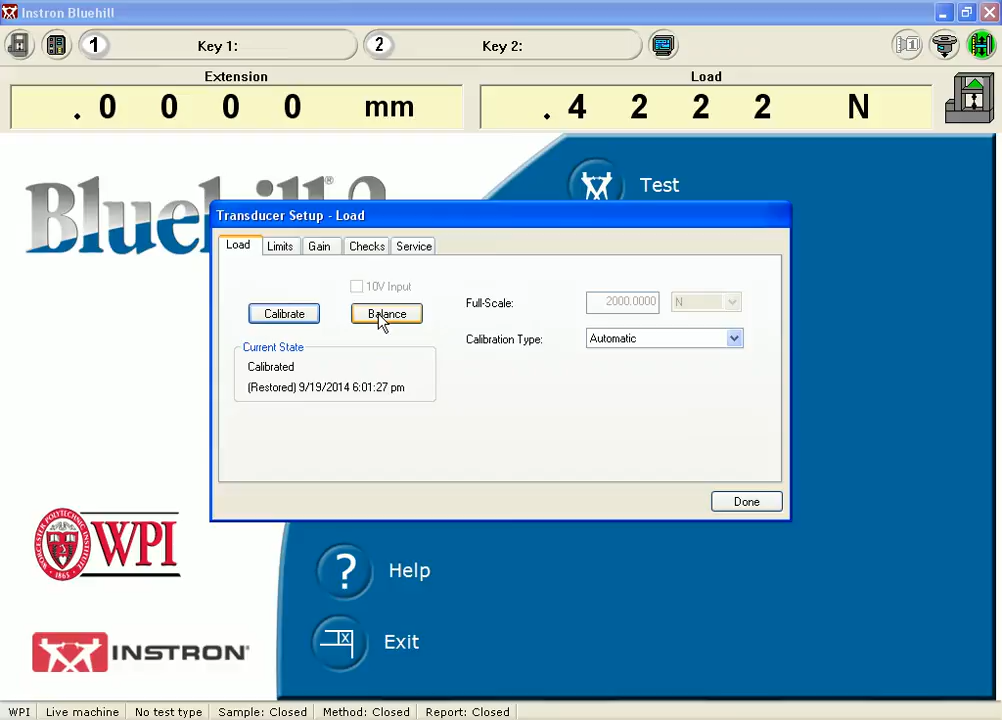 Instron Bluehill
1 Key 1: 2 Key 2:
Extension Load
.0000 mm .4222 N
Test
Transducer Setup - Load
Load Limits Gain Checks Service
10V Input
Calibrate Balance Full-Scale: 2000.0000 N
Calibration Type: Automatic
Current State
Calibrated
(Restored) 9/19/2014 6:01:27 pm
Done
WPI
Help
Exit
INSTRON®
WPI Live machine No test type Sample: Closed Method: Closed Report: Closed